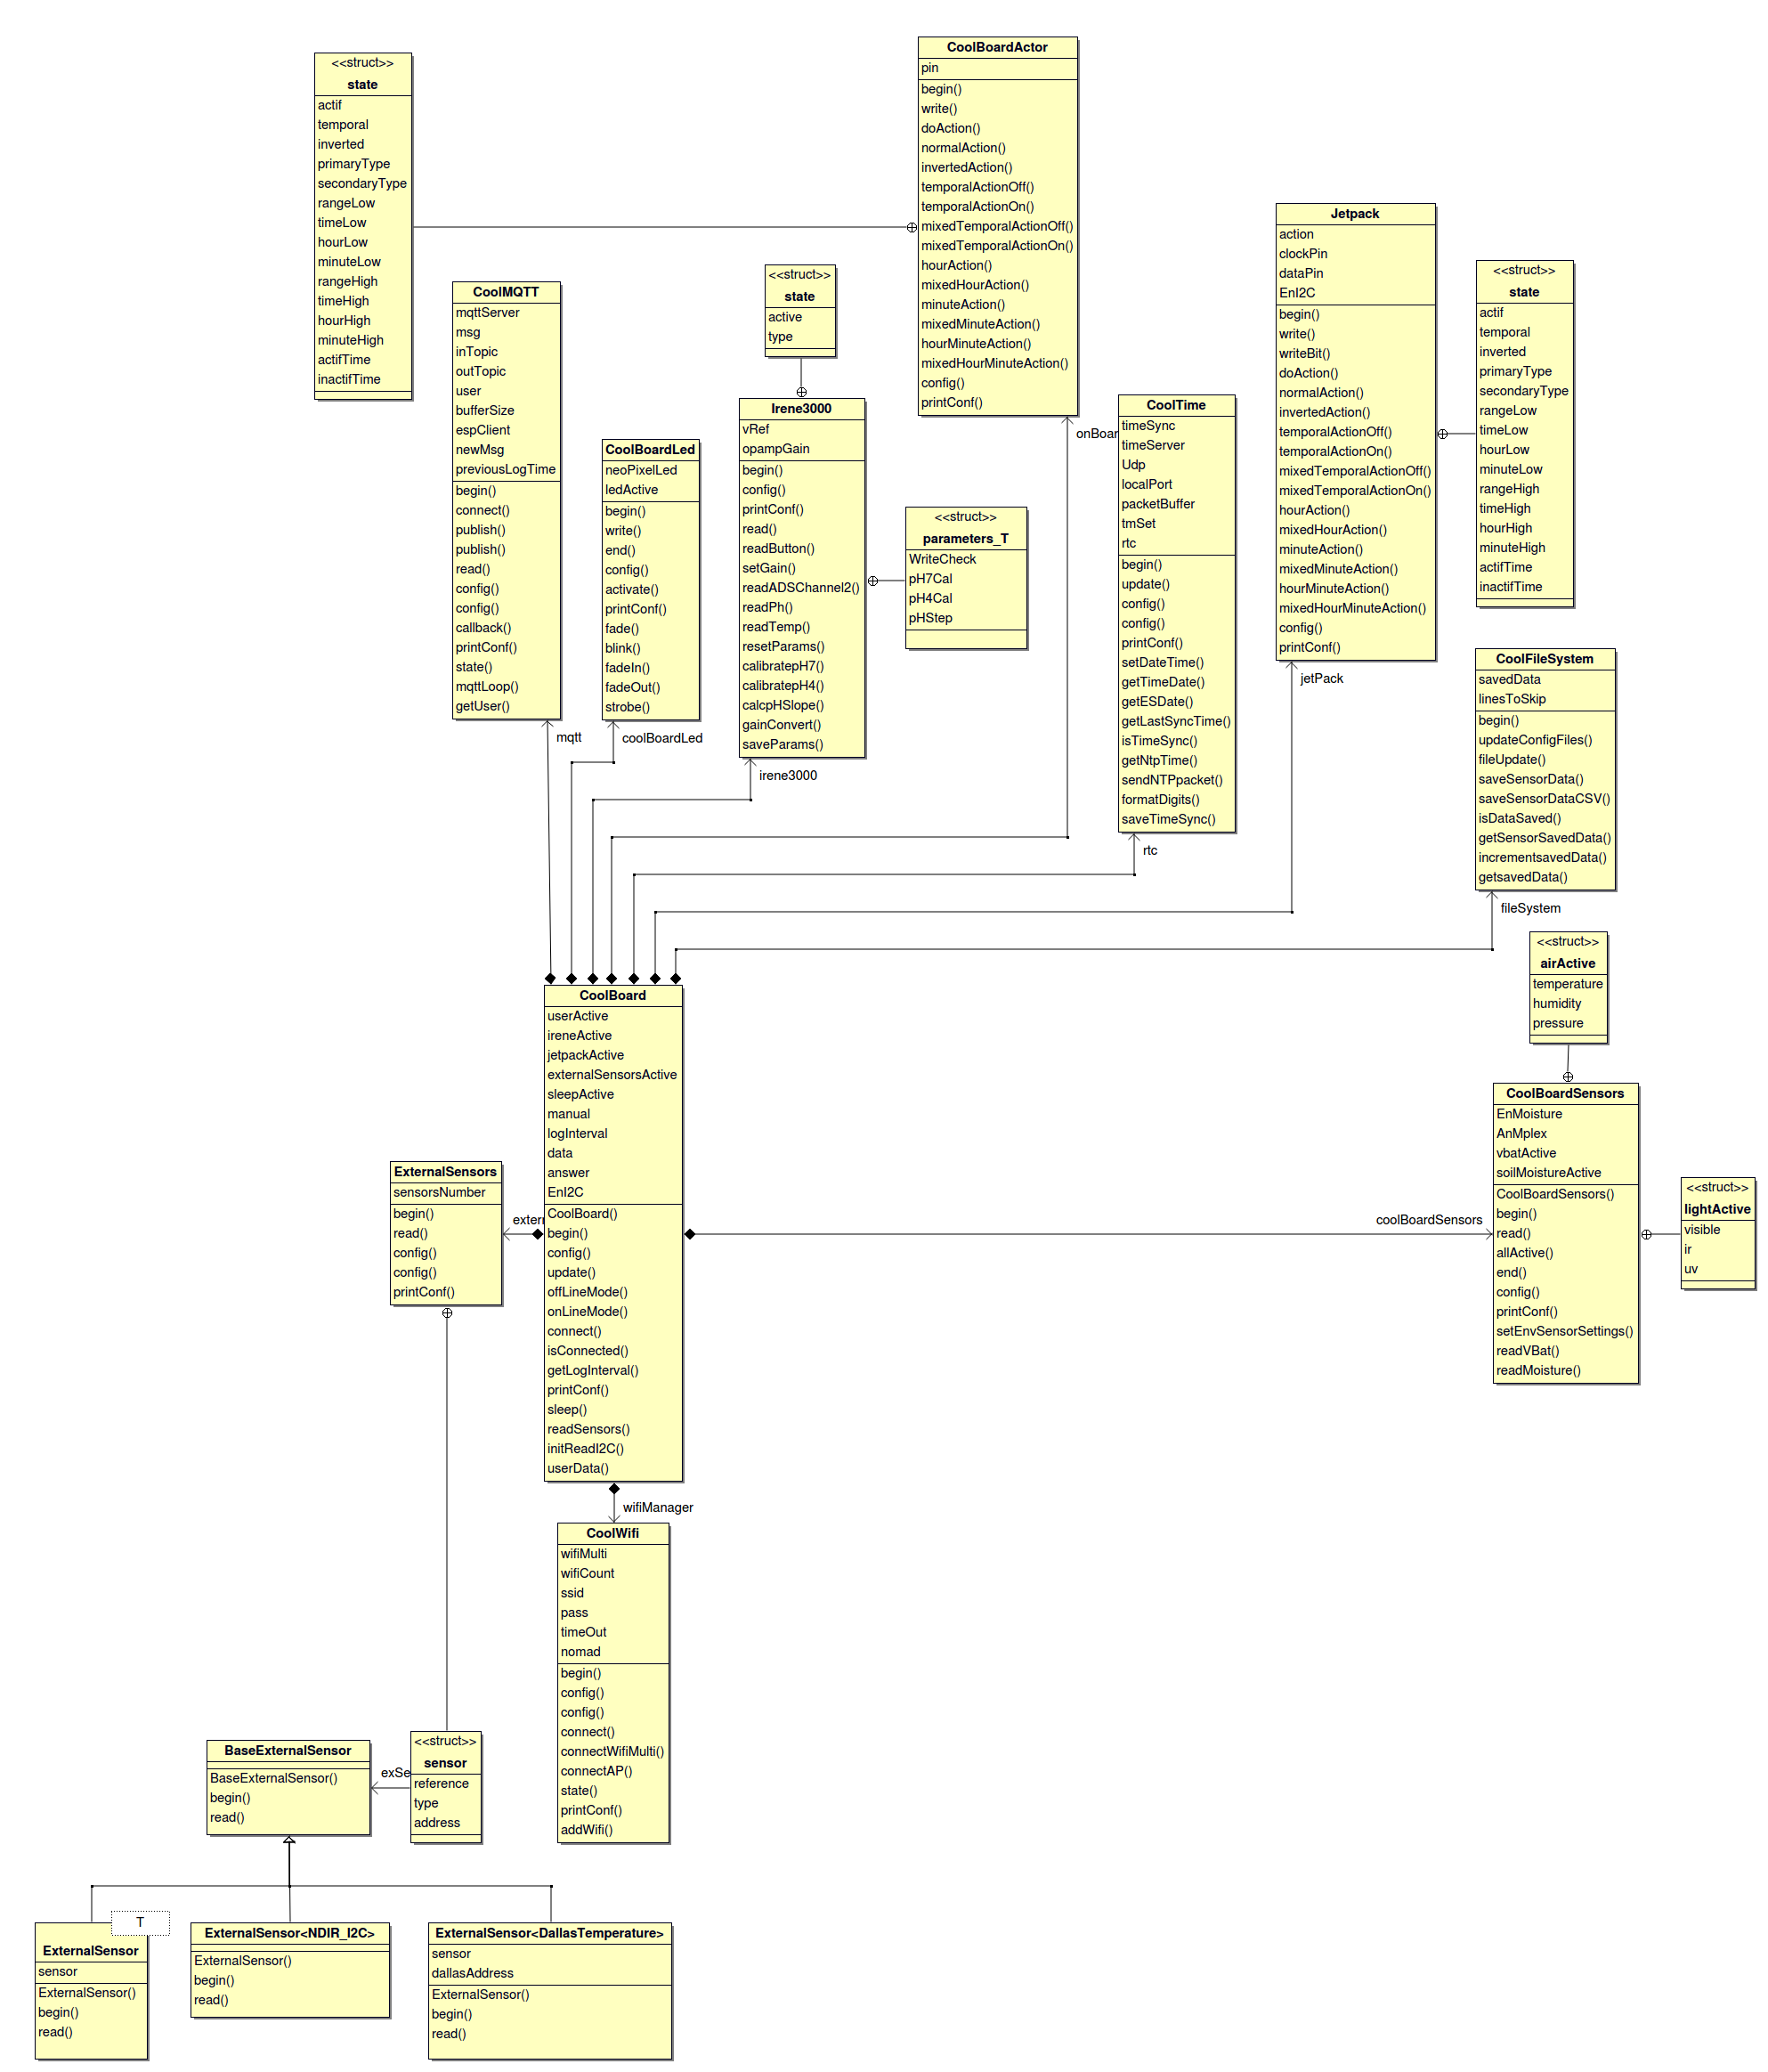 <<struct>>
state
actif
temporal
inverted
primaryType
secondaryType
rangeLow
timeLow
hourLow
minuteLow
rangeHigh
timeHigh
hourHigh
minuteHigh
actifTime
inactifTime
CoolBoardActor
pin
begin()
write()
doAction()
normalAction()
invertedAction()
temporalActionOff()
temporalActionOn()
mixedTemporalActionOff()
mixedTemporalActionOn()
hourAction()
mixedHourAction()
minuteAction()
mixedMinuteAction()
hourMinuteAction()
mixedHourMinuteAction()
config()
printConf()
Jetpack
action
clockPin
dataPin
EnI2C
begin()
write()
writeBit()
doAction()
normalAction()
invertedAction()
temporalActionOff()
temporalActionOn()
mixedTemporalActionOff()
mixedTemporalActionOn()
hourAction()
mixedHourAction()
minuteAction()
mixedMinuteAction()
hourMinuteAction()
mixedHourMinuteAction()
config()
printConf()
<<struct>>
state
actif
temporal
inverted
primaryType
secondaryType
rangeLow
timeLow
hourLow
minuteLow
rangeHigh
timeHigh
hourHigh
minuteHigh
actifTime
inactifTime
CoolMQTT
mqttServer
msg
inTopic
outTopic
user
bufferSize
espClient
newMsg
previousLogTime
begin()
connect()
publish()
publish()
read()
config()
config()
callback()
printConf()
state()
mqttLoop()
getUser()
<<struct>>
state
active
type
CoolBoardLed
neoPixelLed
ledActive
begin()
write()
end()
config()
activate()
printConf()
fade()
blink()
fadeIn()
fadeOut()
strobe()
Irene3000
vRef
opampGain
begin()
config()
printConf()
read()
readButton()
setGain()
readADSChannel2()
readPh()
readTemp()
resetParams()
calibratepH7()
calibratepH4()
calcpHSlope()
gainConvert()
saveParams()
<<struct>>
parameters_T
WriteCheck
pH7Cal
pH4Cal
pHStep
onBoar
CoolTime
timeSync
timeServer
Udp
localPort
packetBuffer
tmSet
rtc
begin()
update()
config()
config()
printConf()
setDateTime()
getTimeDate()
getESDate()
getLastSyncTime()
isTimeSync()
getNtpTime()
sendNTPpacket()
formatDigits()
saveTimeSync()
CoolFileSystem
savedData
linesToSkip
begin()
updateConfigFiles()
fileUpdate()
saveSensorData()
saveSensorDataCSV()
isDataSaved()
getSensorSavedData()
incrementsavedData()
getsavedData()
mqtt
coolBoardLed
irene3000
rtc
jetPack
fileSystem
<<struct>>
airActive
temperature
humidity
pressure
CoolBoard
userActive
ireneActive
jetpackActive
externalSensorsActive
sleepActive
manual
logInterval
data
answer
EnI2C
CoolBoard()
begin()
config()
update()
offLineMode()
onLineMode()
connect()
isConnected()
getLogInterval()
printConf()
sleep()
readSensors()
initReadI2C()
userData()
ExternalSensors
sensorsNumber
begin()
read()
config()
config()
printConf()
exterr
coolBoardSensors
CoolBoardSensors
EnMoisture
AnMplex
vbatActive
soilMoistureActive
CoolBoardSensors()
begin()
read()
allActive()
end()
config()
printConf()
setEnvSensorSettings()
readVBat()
readMoisture()
<<struct>>
lightActive
visible
ir
uv
wifiManager
CoolWifi
wifiMulti
wifiCount
ssid
pass
timeOut
nomad
begin()
config()
config()
connect()
connectWifiMulti()
connectAP()
state()
printConf()
addWifi()
BaseExternalSensor
BaseExternalSensor()
begin()
read()
exSe
<<struct>>
sensor
reference
type
address
T
ExternalSensor
sensor
ExternalSensor()
begin()
read()
ExternalSensor<NDIR_I2C>
ExternalSensor()
begin()
read()
ExternalSensor<DallasTemperature>
sensor
dallasAddress
ExternalSensor()
begin()
read()